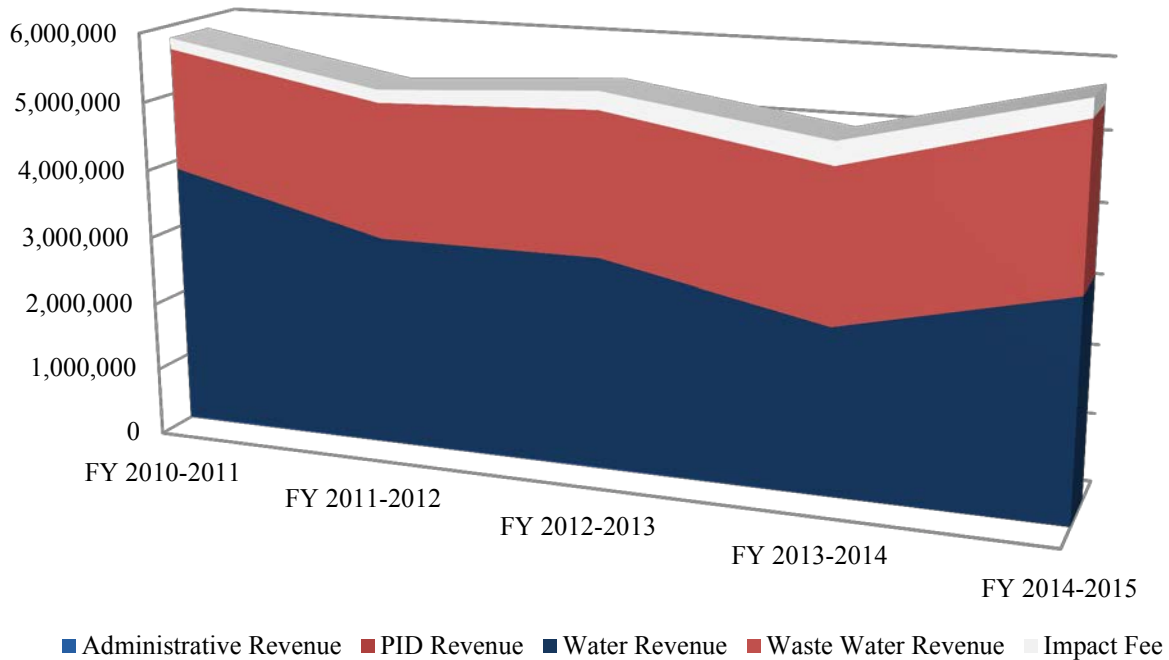 6,000,000
5,000,000
4,000,000
3,000,000
2,000,000
1,000,000
0
FY 2010-2011
FY 2011-2012
FY 2012-2013
FY 2013-2014
FY 2014-2015
Administrative Revenue PID Revenue Water Revenue Waste Water Revenue Impact Fee